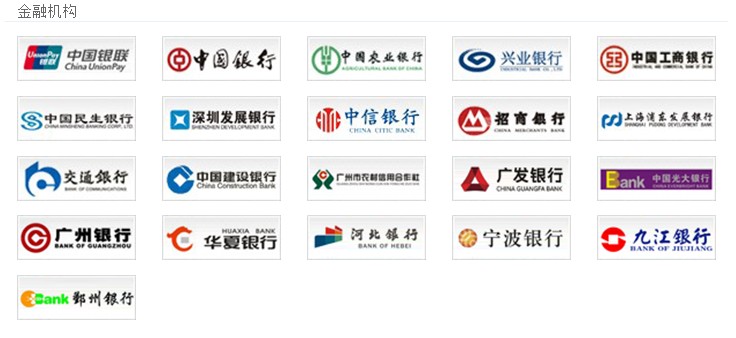 金融机构
UnionPay 银联
中国银联
China UnionPay
中国银行
中国农业银行
AGRICULTURAL BANK OF CHINA
兴业银行
INDUSTRIAL BANK CO.,LTD
中国工商银行
INDUSTRIAL AND COMMERCIAL BANK OF CHINA
中国民生银行
CHINA MINSHENG BANKING CORP., LTD
深圳发展银行
SHENZHEN DEVELOPMENT BANK
中信银行
CHINA CITIC BANK
招商银行
CHINA MERCHANTS BANK
上海浦东发展银行
SHANGHAI PUDONG DEVELOPMENT BANK
交通银行
BANK OF COMMUNICATIONS
中国建设银行
China Construction Bank
广州市农村信用合作社
广发银行
CHINA GUANGFA BANK
Bank
中国光大银行
CHINA EVERBRIGHT BANK
广州银行
BANK OF GUANGZHOU
HUAXIA BANK
华夏银行
河北银行
BANK OF HEBEI
宁波银行
九江银行
BANK OF JIUJIANG
Bank 鄞州银行